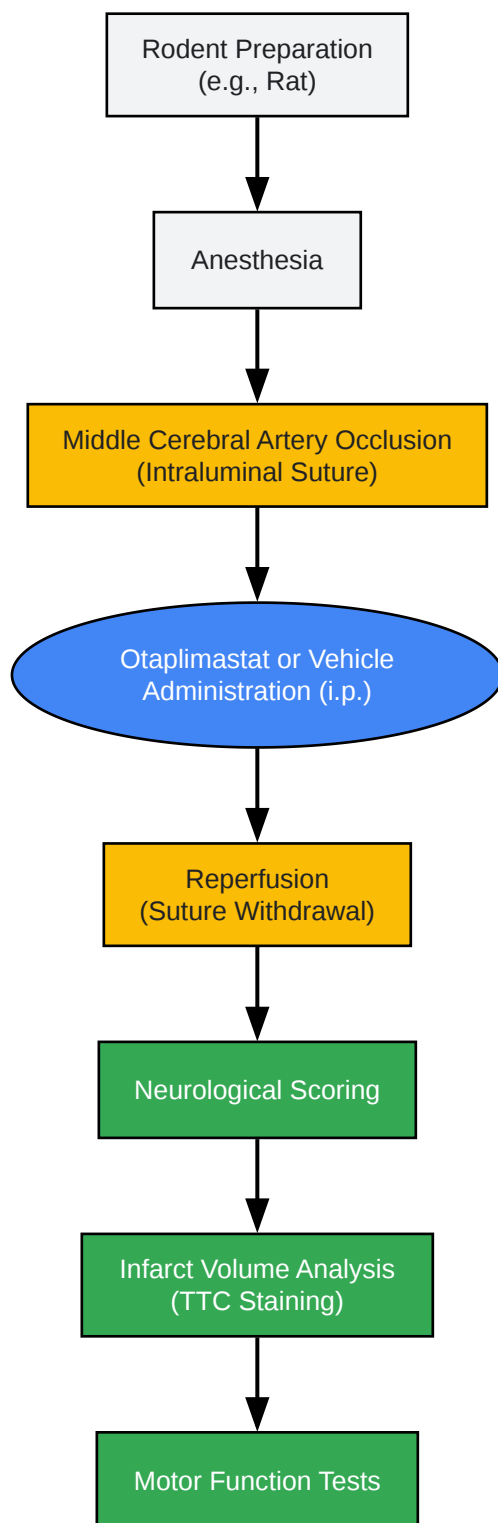 Rodent Preparation
(e.g., Rat)
Anesthesia
Middle Cerebral Artery Occlusion
(Intraluminal Suture)
Otaplimastat or Vehicle
Administration (i.p.)
Reperfusion
(Suture Withdrawal)
Neurological Scoring
Infarct Volume Analysis
(TTC Staining)
Motor Function Tests